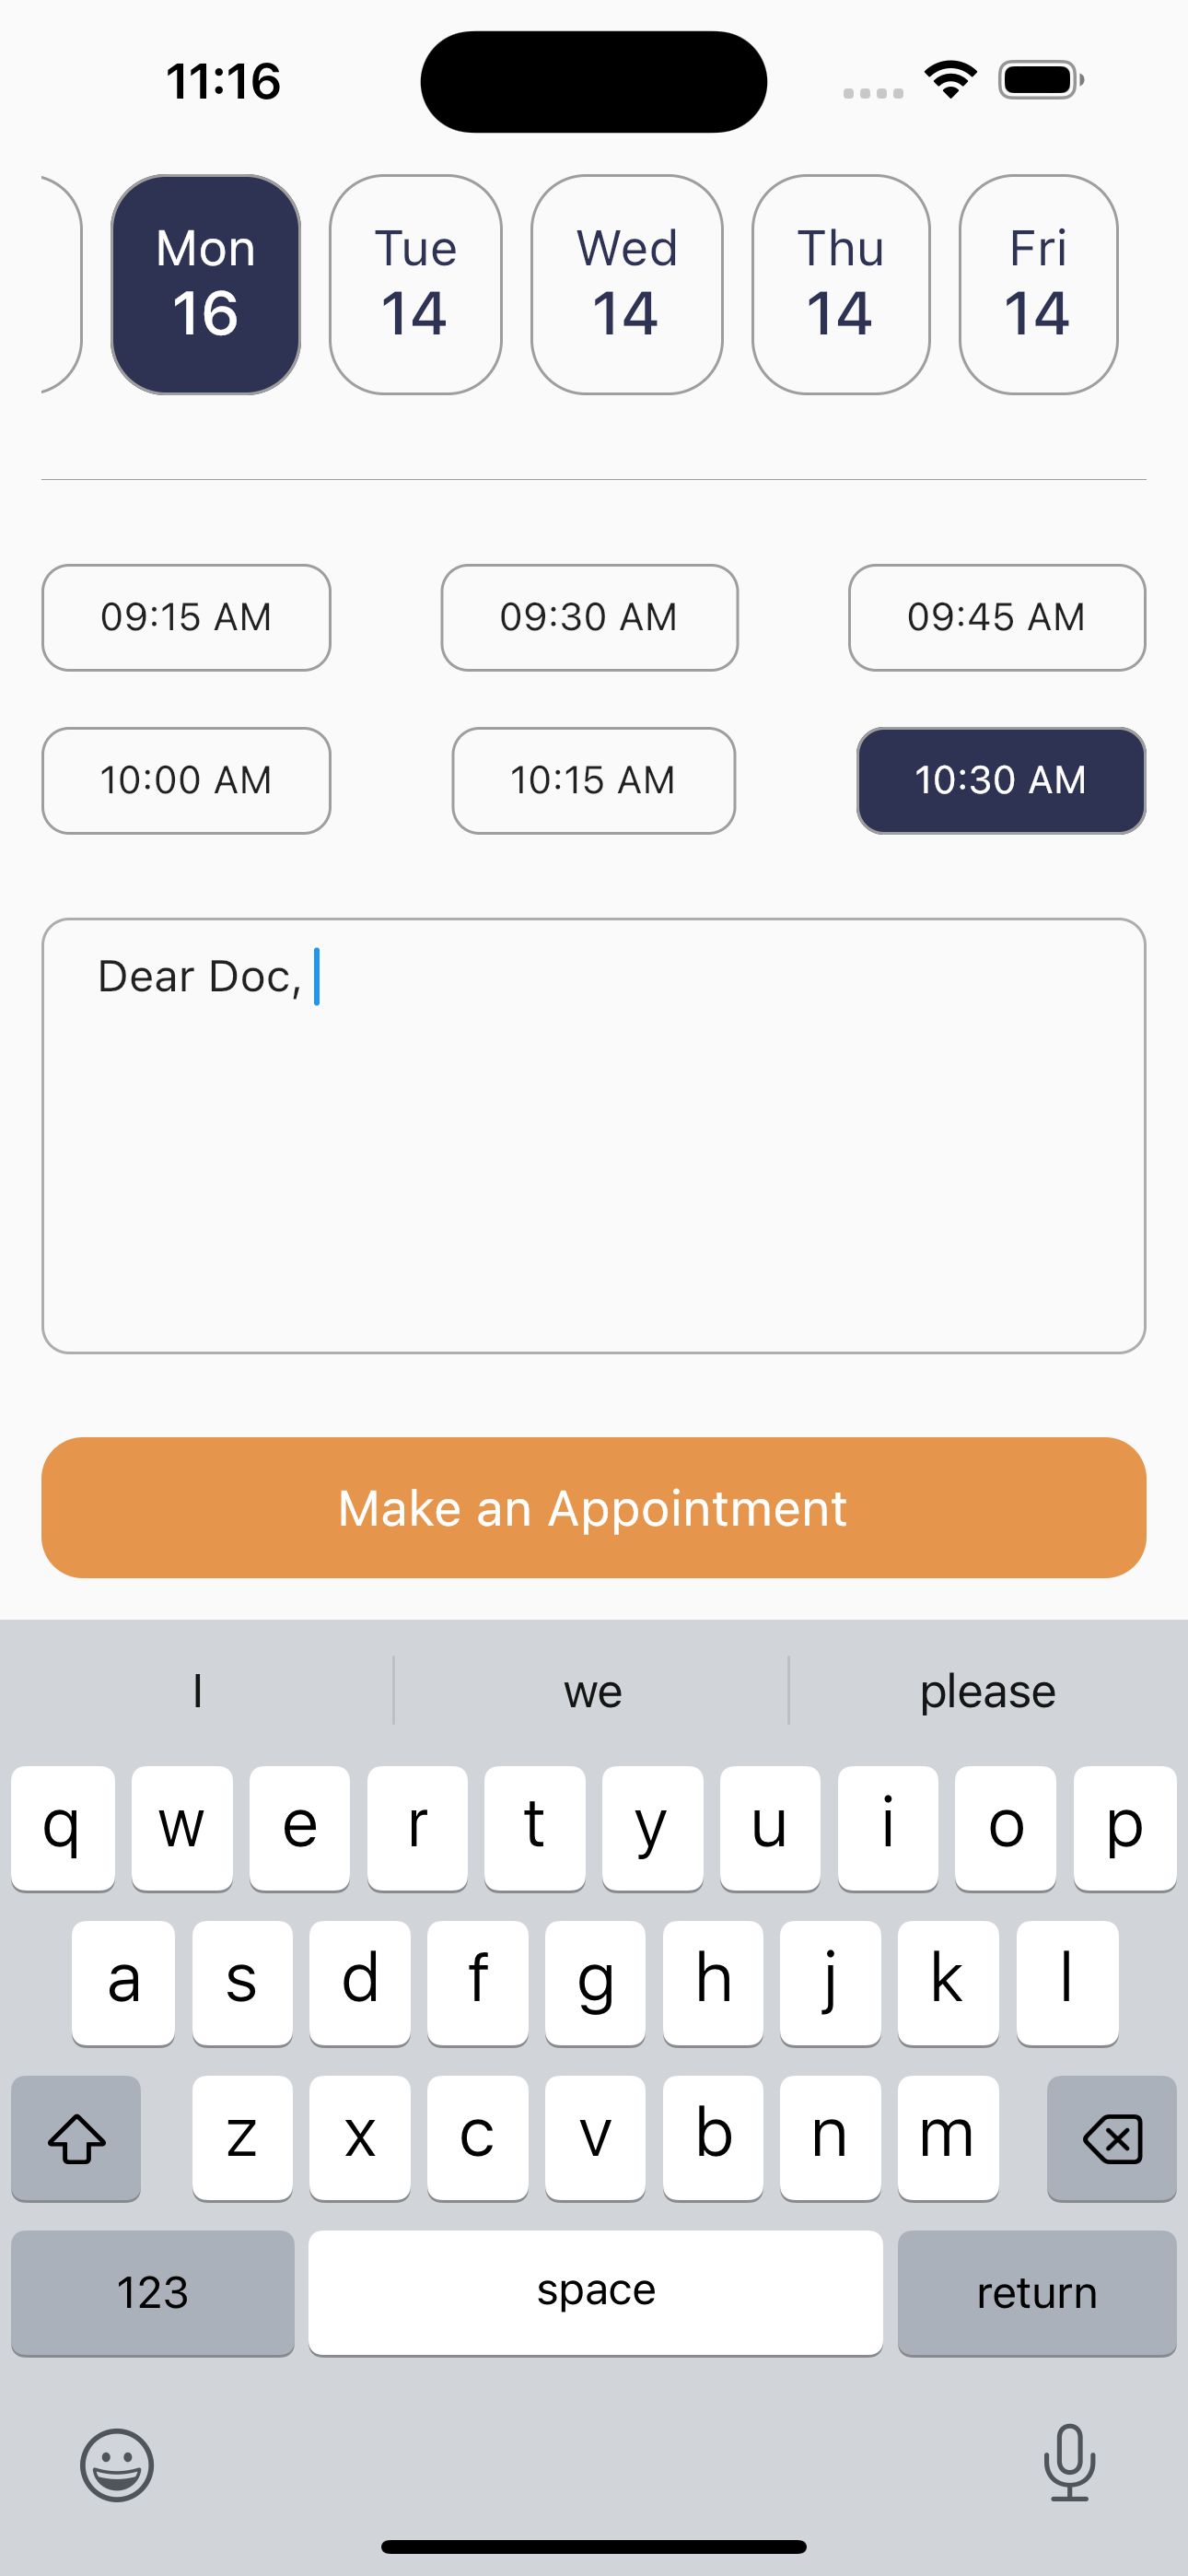 11:16
Mon Tue Wed Thu Fri
16 14 14 14 14
09:15 AM 09:30 AM 09:45 AM
10:00 AM 10:15 AM 10:30 AM
Dear Doc,
Make an Appointment
I we please
q w e r t y u i o p
a s d f g h j k l
z x c v b n m
123 space return